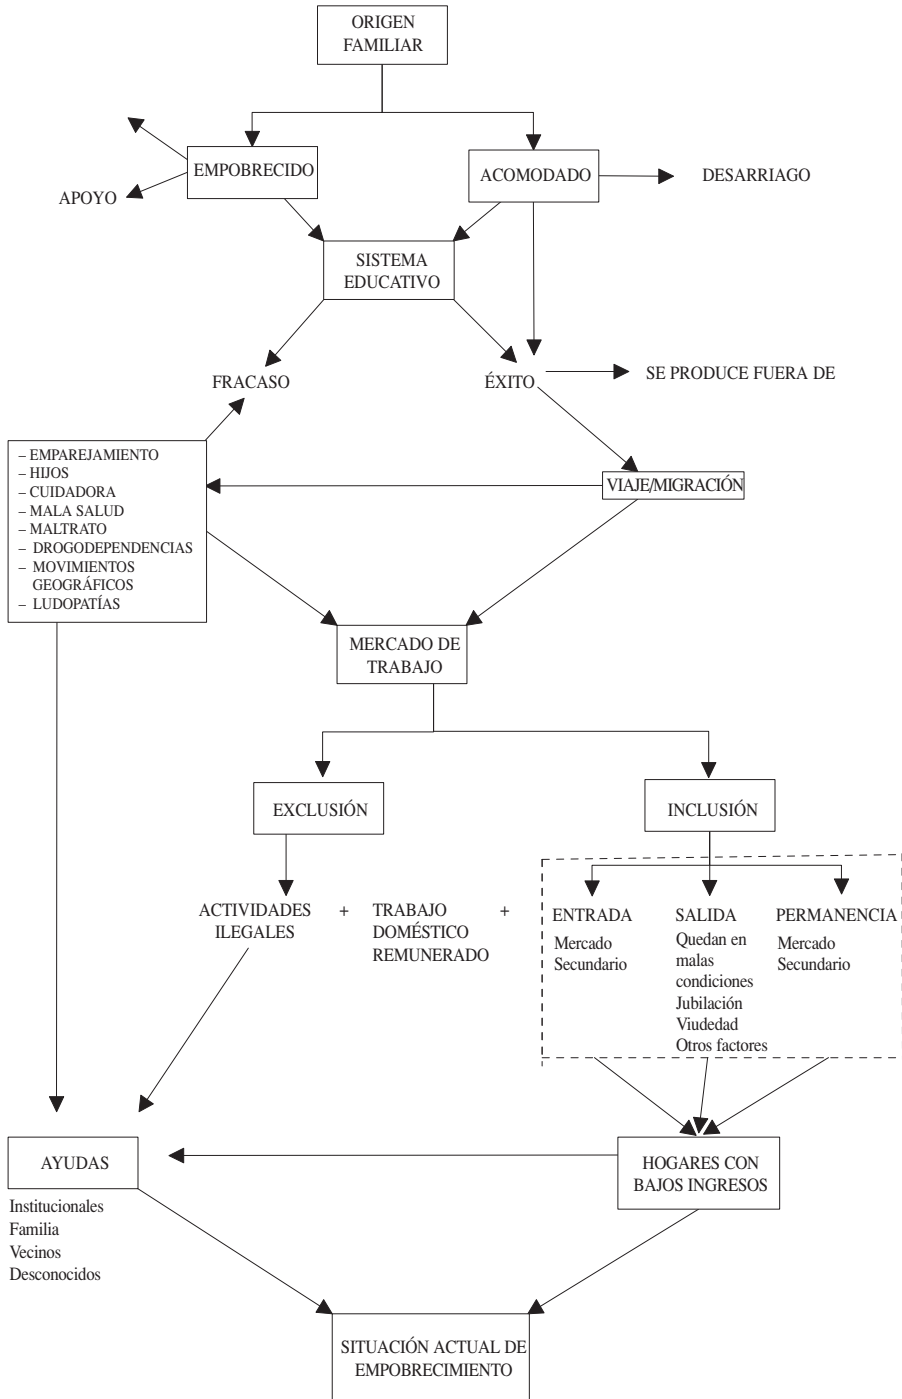 ORIGEN
FAMILIAR
EMPOBRECIDO
ACOMODADO
DESARRIAGO
APOYO
SISTEMA
EDUCATIVO
FRACASO
ÉXITO
SE PRODUCE FUERA DE
– EMPAREJAMIENTO
– HIJOS
– CUIDADORA
– MALA SALUD
– MALTRATO
– DROGODEPENDENCIAS
– MOVIMIENTOS
GEOGRÁFICOS
– LUDOPATÍAS
VIAJE/MIGRACIÓN
MERCADO DE
TRABAJO
EXCLUSIÓN
INCLUSIÓN
ACTIVIDADES
ILEGALES
+
TRABAJO
DOMÉSTICO
REMUNERADO
+
ENTRADA
Mercado
Secundario
SALIDA
Quedan en
malas
condiciones
Jubilación
Viudedad
Otros factores
PERMANENCIA
Mercado
Secundario
AYUDAS
Institucionales
Familia
Vecinos
Desconocidos
HOGARES CON
BAJOS INGRESOS
SITUACIÓN ACTUAL DE
EMPOBRECIMIENTO